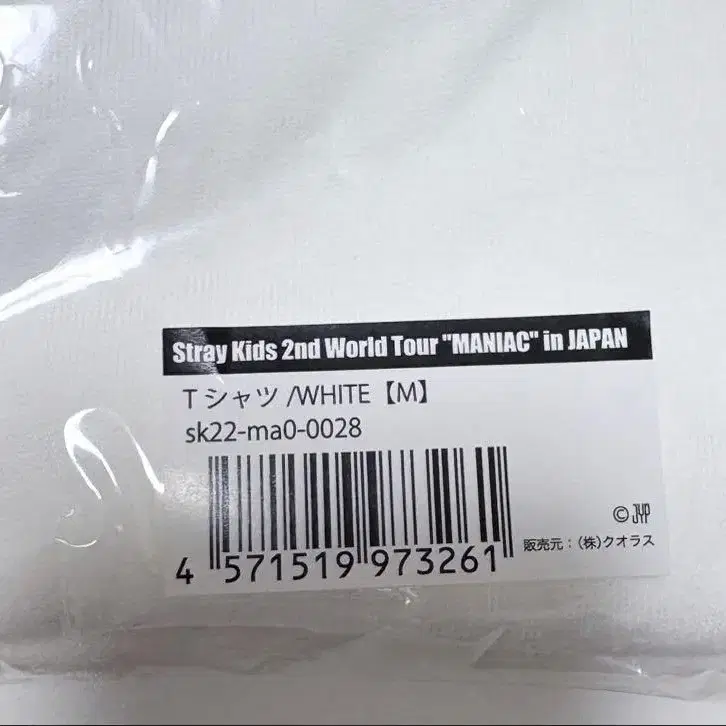 Stray Kids 2nd World Tour "MANIAC" in JAPAN
Tシャツ /WHITE【M】
sk22-ma0-0028
4 571519 973261
© JYP
販売元：(株)クオラス